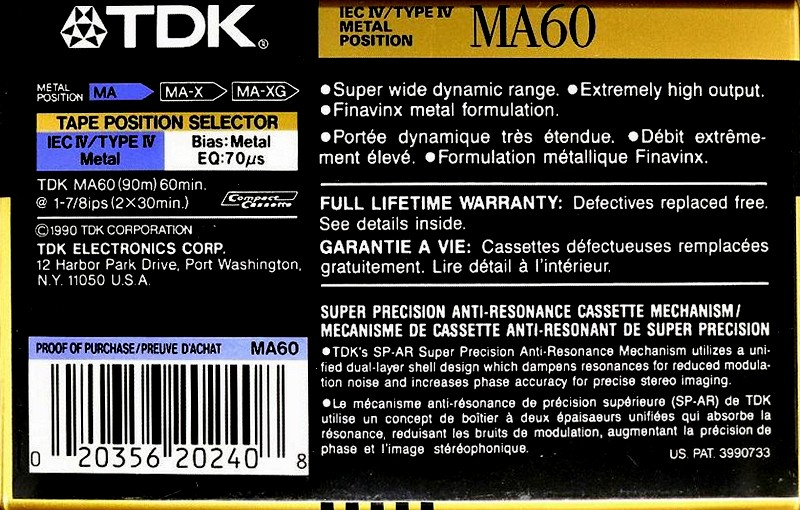 TDK®
IEC IV/TYPE IV
METAL
POSITION
MA60
METAL
POSITION
MA
MA-X
MA-XG
TAPE POSITION SELECTOR
IEC IV/TYPE IV
Metal
Bias: Metal
EQ: 70μs
TDK MA60 (90m) 60min.
@ 1-7/8ips (2×30min.)
Compact
Cassette
©1990 TDK CORPORATION
TDK ELECTRONICS CORP.
12 Harbor Park Drive, Port Washington,
N.Y. 11050 U.S.A.
PROOF OF PURCHASE/PREUVE D'ACHAT MA60
0 20356 20240 8
●Super wide dynamic range. ●Extremely high output.
●Finavinx metal formulation.
●Portée dynamique très étendue. ●Débit extrême-
ment élevé. ●Formulation métallique Finavinx.
FULL LIFETIME WARRANTY: Defectives replaced free.
See details inside.
GARANTIE A VIE: Cassettes défectueuses remplacées
gratuitement. Lire détail à l'intérieur.
SUPER PRECISION ANTI-RESONANCE CASSETTE MECHANISM/
MECANISME DE CASSETTE ANTI-RESONANT DE SUPER PRECISION
●TDK's SP-AR Super Precision Anti-Resonance Mechanism utilizes a uni-
fied dual-layer shell design which dampens resonances for reduced modula-
tion noise and increases phase accuracy for precise stereo imaging.
●Le mécanisme anti-résonance de précision supérieure (SP-AR) de TDK
utilise un concept de boîtier à deux épaisaeurs unifiées qui absorbe la
résonance, reduisant les bruits de modulation, augmentant la précision de
phase et l'image stéréophonique.
US. PAT. 3990733